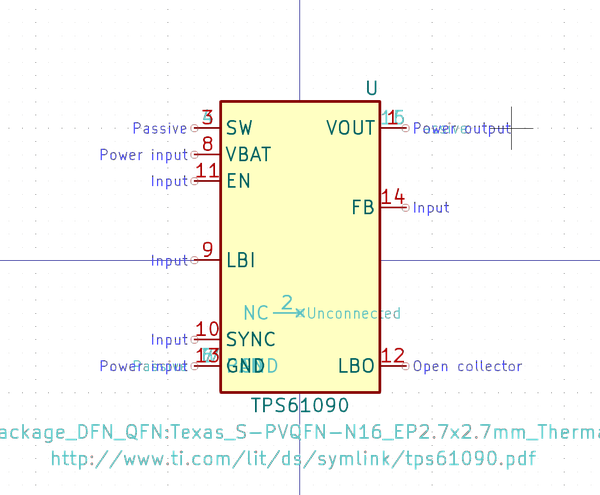 U
Passive 3 SW VOUT 1 Power output
Power input 8 VBAT
Input 11 EN
FB 14 Input
Input 9 LBI
NC 2 Unconnected
Input 10 SYNC
Power input 13 GND LBO 12 Open collector
TPS61090
ackage_DFN_QFN:Texas_S-PVQFN-N16_EP2.7x2.7mm_Therma
http://www.ti.com/lit/ds/symlink/tps61090.pdf